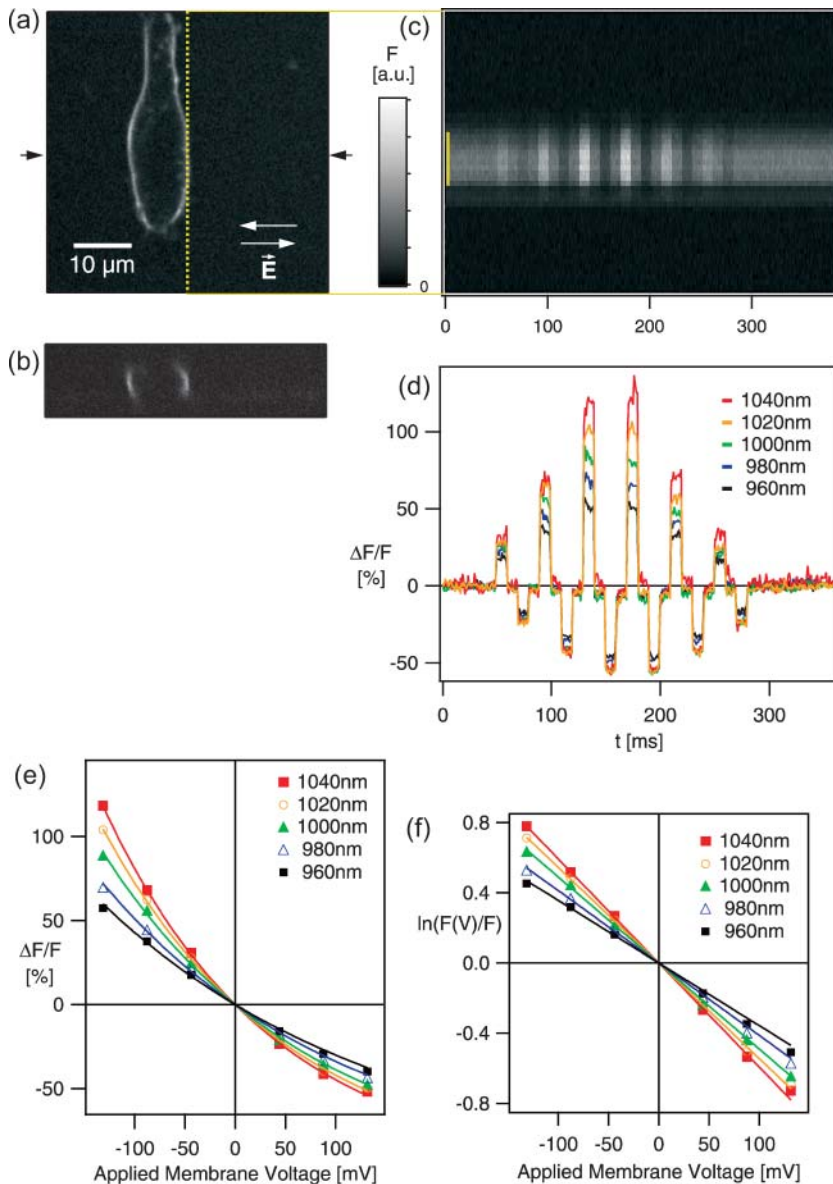 (a)
10 μm
E
F
[a.u.]
0
(c)
0 100 200 300
(b)
(d)
100
50
0
-50
ΔF/F
[%]
1040nm
1020nm
1000nm
980nm
960nm
0 100 200 300
t [ms]
(e)
100
50
0
-50
ΔF/F
[%]
1040nm
1020nm
1000nm
980nm
960nm
-100 -50 0 50 100
Applied Membrane Voltage [mV]
(f)
0.8
0.4
0.0
-0.4
-0.8
ln(F(V)/F)
1040nm
1020nm
1000nm
980nm
960nm
-100 -50 0 50 100
Applied Membrane Voltage [mV]